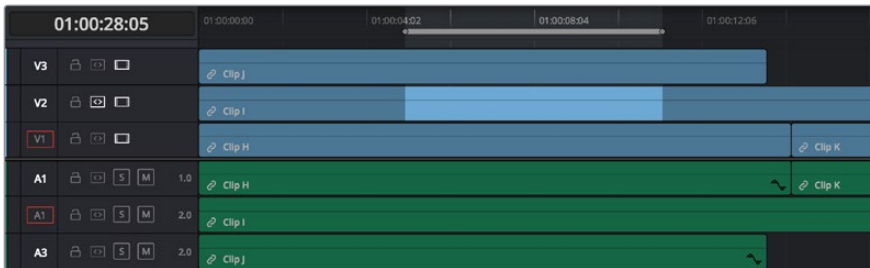 01:00:28:05 01:00:00:00 01:00:04:02 01:00:08:04 01:00:12:06
V3 Clip J
V2 Clip I
V1 Clip H Clip K
A1 S M 1.0 Clip H Clip K
A1 S M 2.0 Clip I
A3 S M 2.0 Clip J